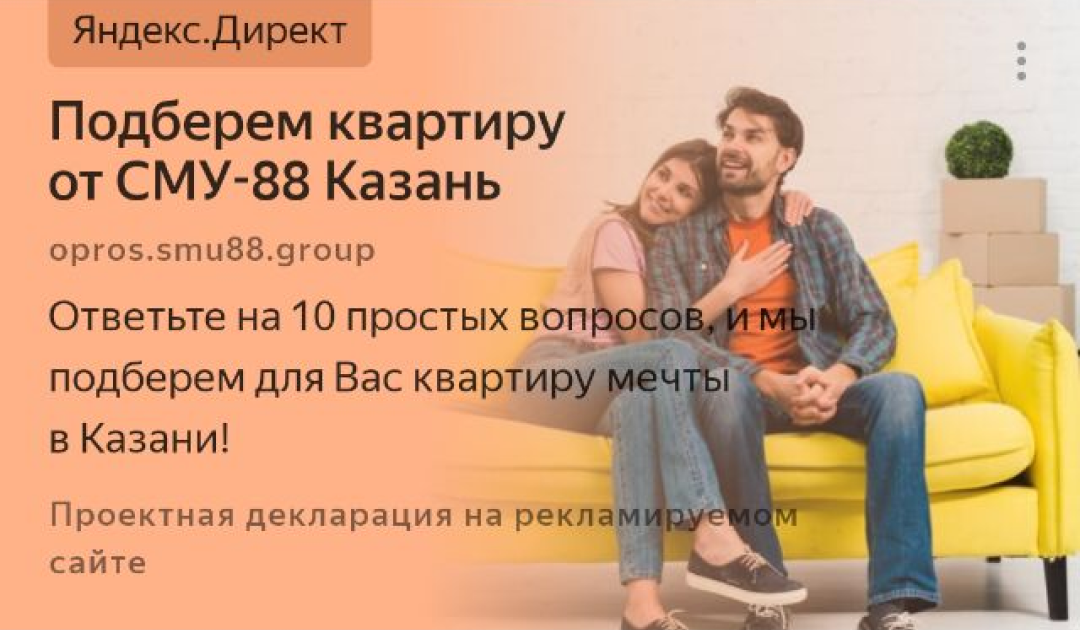 Яндекс.Директ
Подберем квартиру
от СМУ-88 Казань
opros.smu88.group
Ответьте на 10 простых вопросов, и мы
подберем для Вас квартиру мечты
в Казани!
Проектная декларация на рекламируемом
сайте